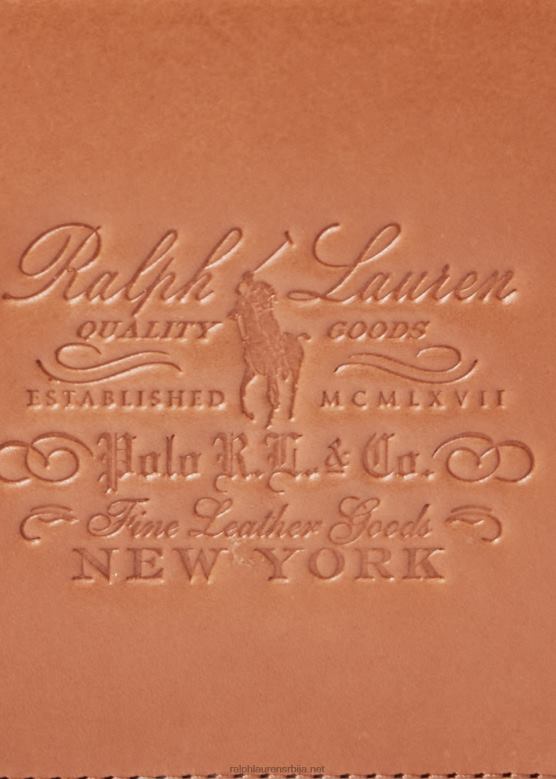 Ralph Lauren
QUALITY GOODS
ESTABLISHED MCMLXVII
Polo R.L. & Co.
Fine Leather Goods
NEW YORK
ralphlaurensrbija.net